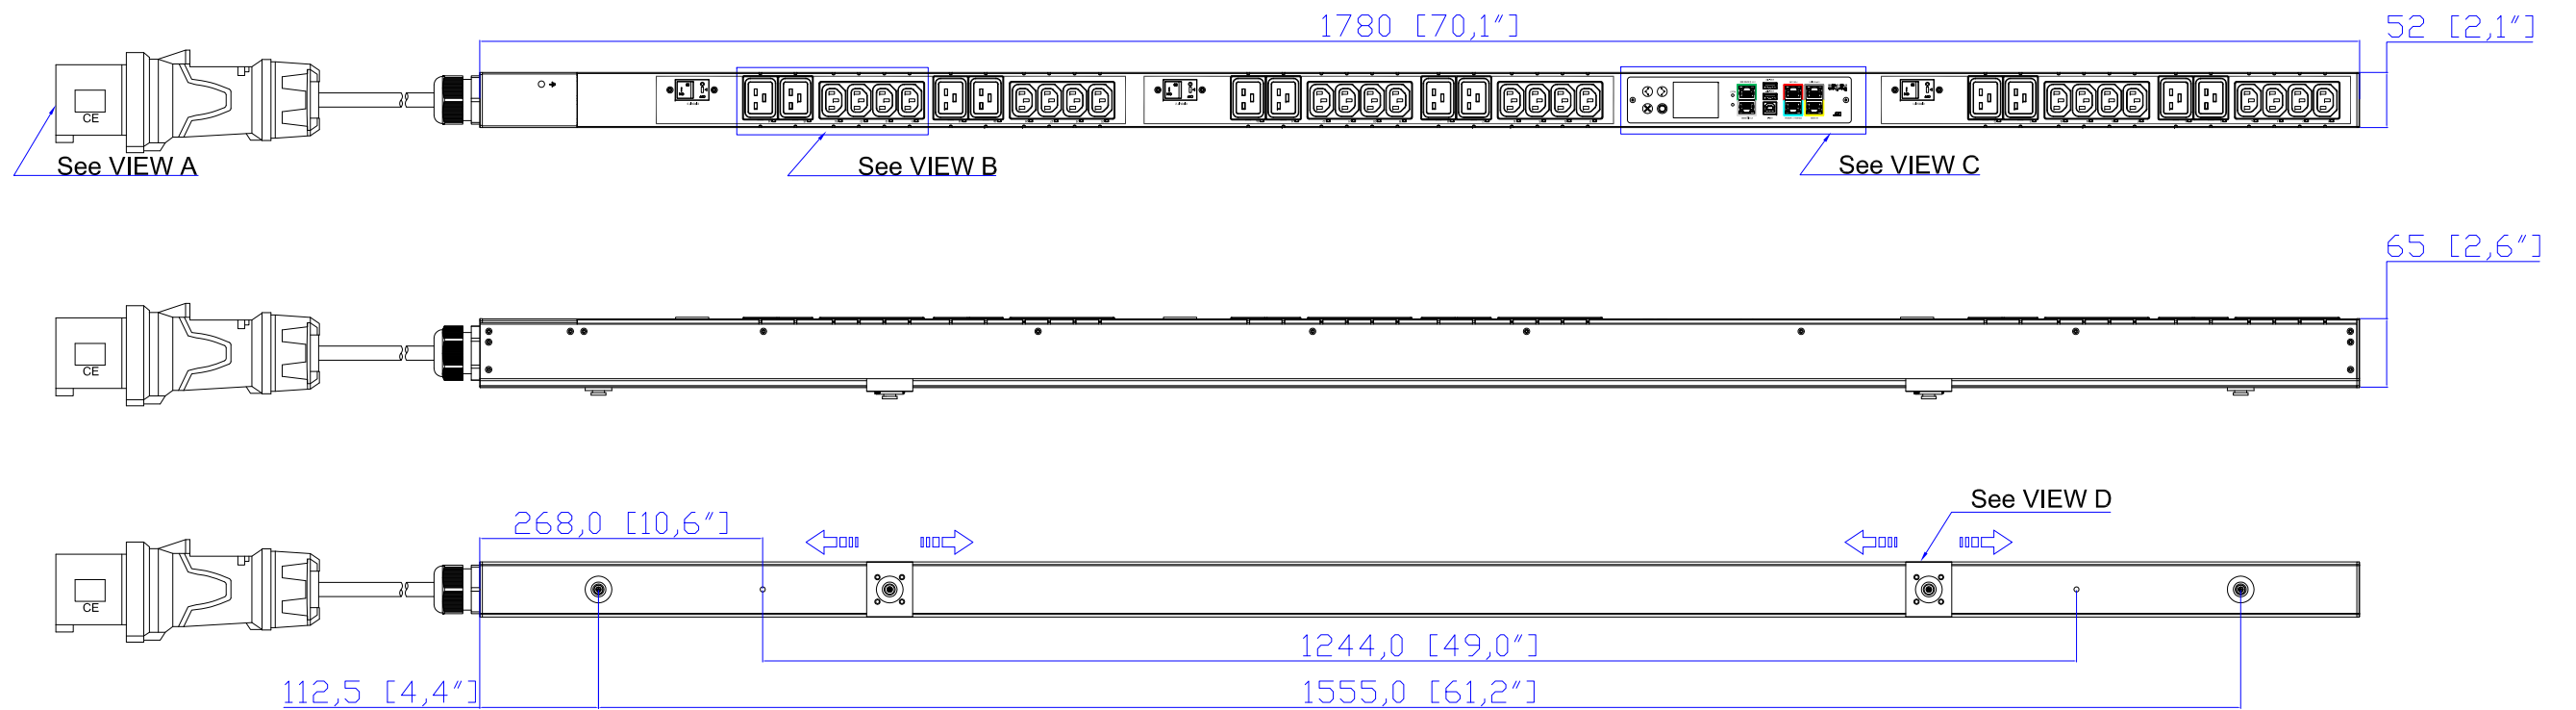 1780 [70,1"]
52 [2,1"]
CE
See VIEW A
See VIEW B
See VIEW C
65 [2,6"]
CE
See VIEW D
268,0 [10,6"]
CE
1244,0 [49,0"]
112,5 [4,4"]
1555,0 [61,2"]